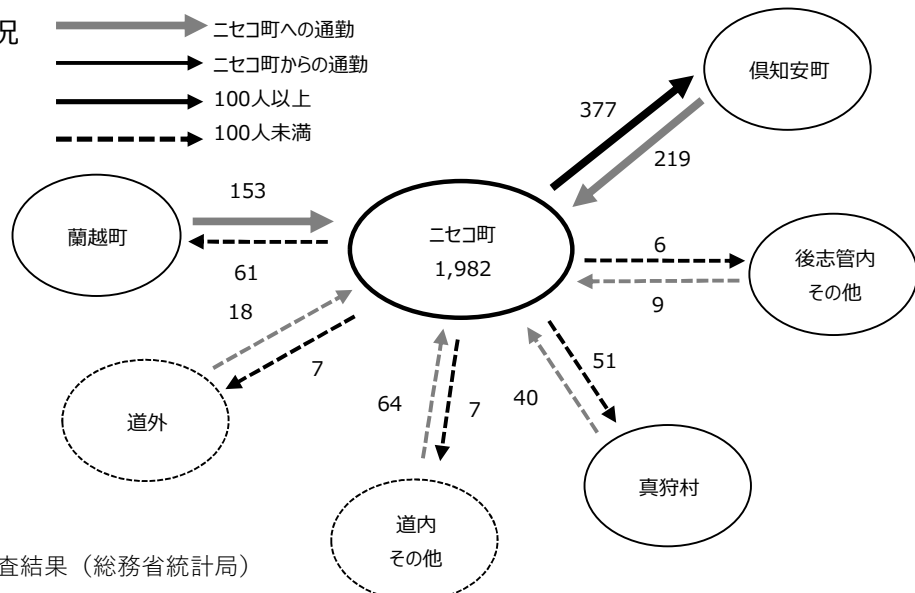 況
ニセコ町への通勤
ニセコ町からの通勤
100人以上
100人未満
倶知安町
377
219
153
蘭越町
61
ニセコ町
1,982
6
後志管内
その他
9
18
7
道外
64
7
40
51
真狩村
道内
その他
査結果（総務省統計局）